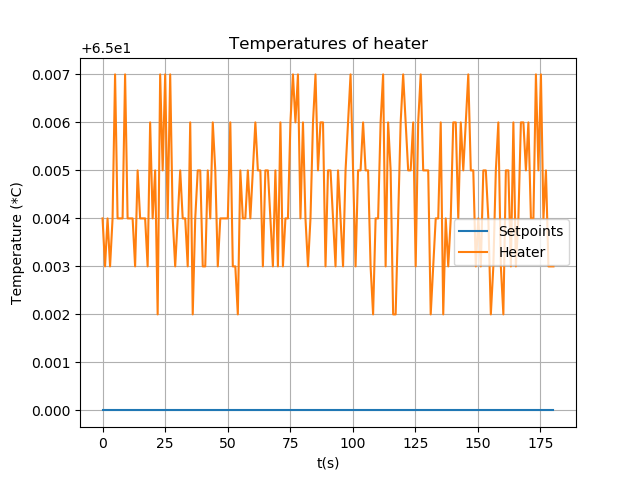 Temperatures of heater
+6.5e1
0.007
0.006
0.005
0.004
0.003
0.002
0.001
0.000
Temperature (*C)
Setpoints
Heater
0 25 50 75 100 125 150 175
t(s)